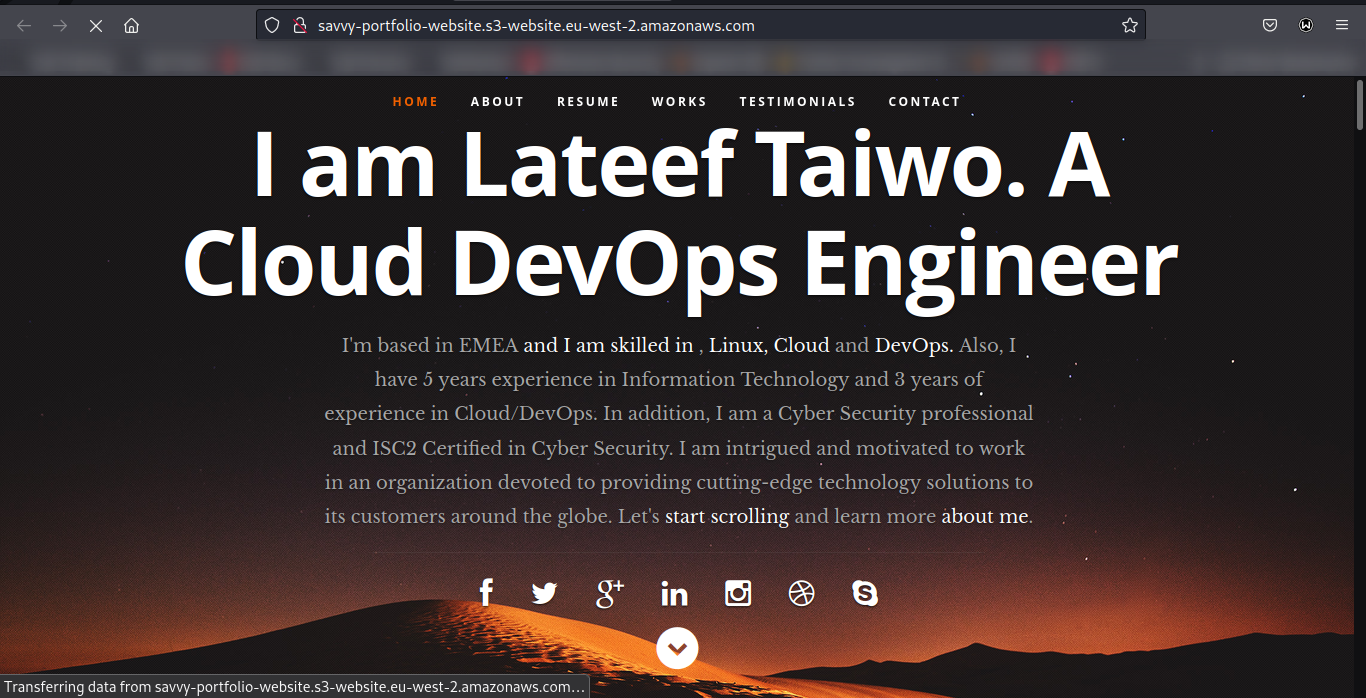 savvy-portfolio-website.s3-website.eu-west-2.amazonaws.com
HOME ABOUT RESUME WORKS TESTIMONIALS CONTACT
I am Lateef Taiwo. A
Cloud DevOps Engineer
I'm based in EMEA and I am skilled in , Linux, Cloud and DevOps. Also, I
have 5 years experience in Information Technology and 3 years of
experience in Cloud/DevOps. In addition, I am a Cyber Security professional
and ISC2 Certified in Cyber Security. I am intrigued and motivated to work
in an organization devoted to providing cutting-edge technology solutions to
its customers around the globe. Let's start scrolling and learn more about me.
Transferring data from savvy-portfolio-website.s3-website.eu-west-2.amazonaws.com…